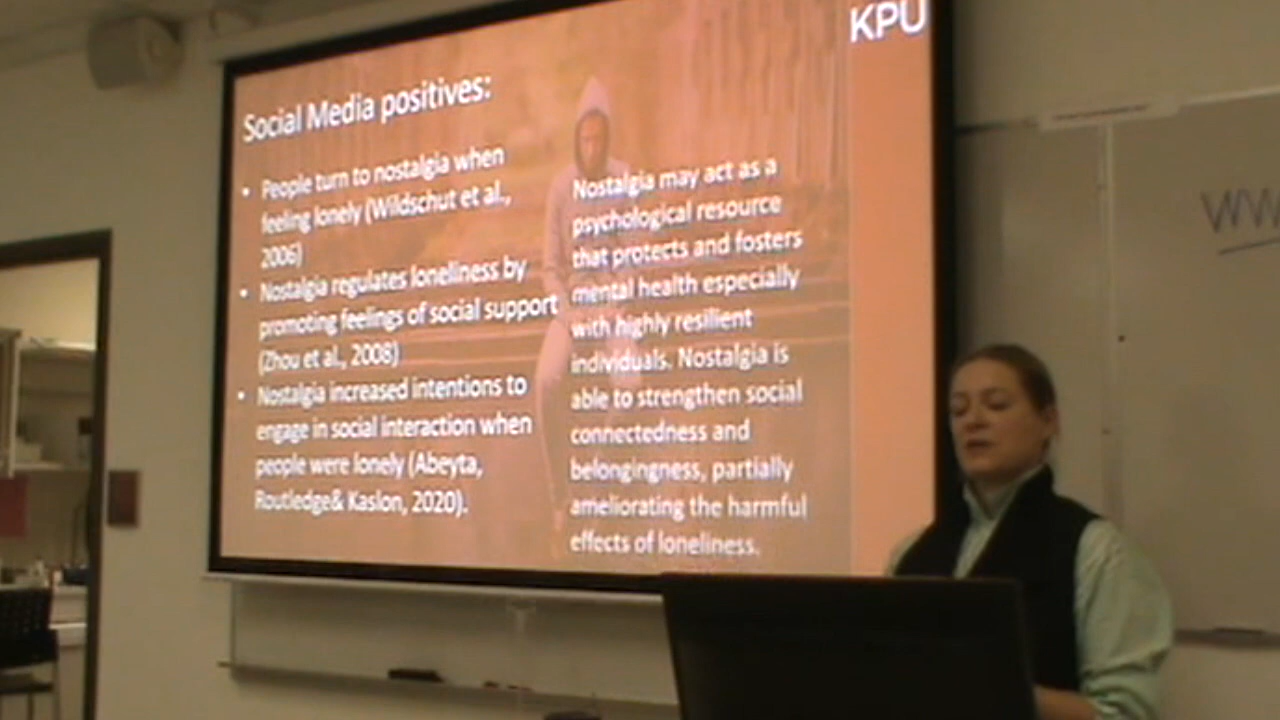 KPU
Social Media positives:
• People turn to nostalgia when
feeling lonely (Wildschut et al.,
2006)
• Nostalgia regulates loneliness by
promoting feelings of social support
(Zhou et al., 2008)
• Nostalgia increased intentions to
engage in social interaction when
people were lonely (Abeyta,
Routledge& Kaslon, 2020).
Nostalgia may act as a
psychological resource
that protects and fosters
mental health especially
with highly resilient
individuals. Nostalgia is
able to strengthen social
connectedness and
belongingness, partially
ameliorating the harmful
effects of loneliness.